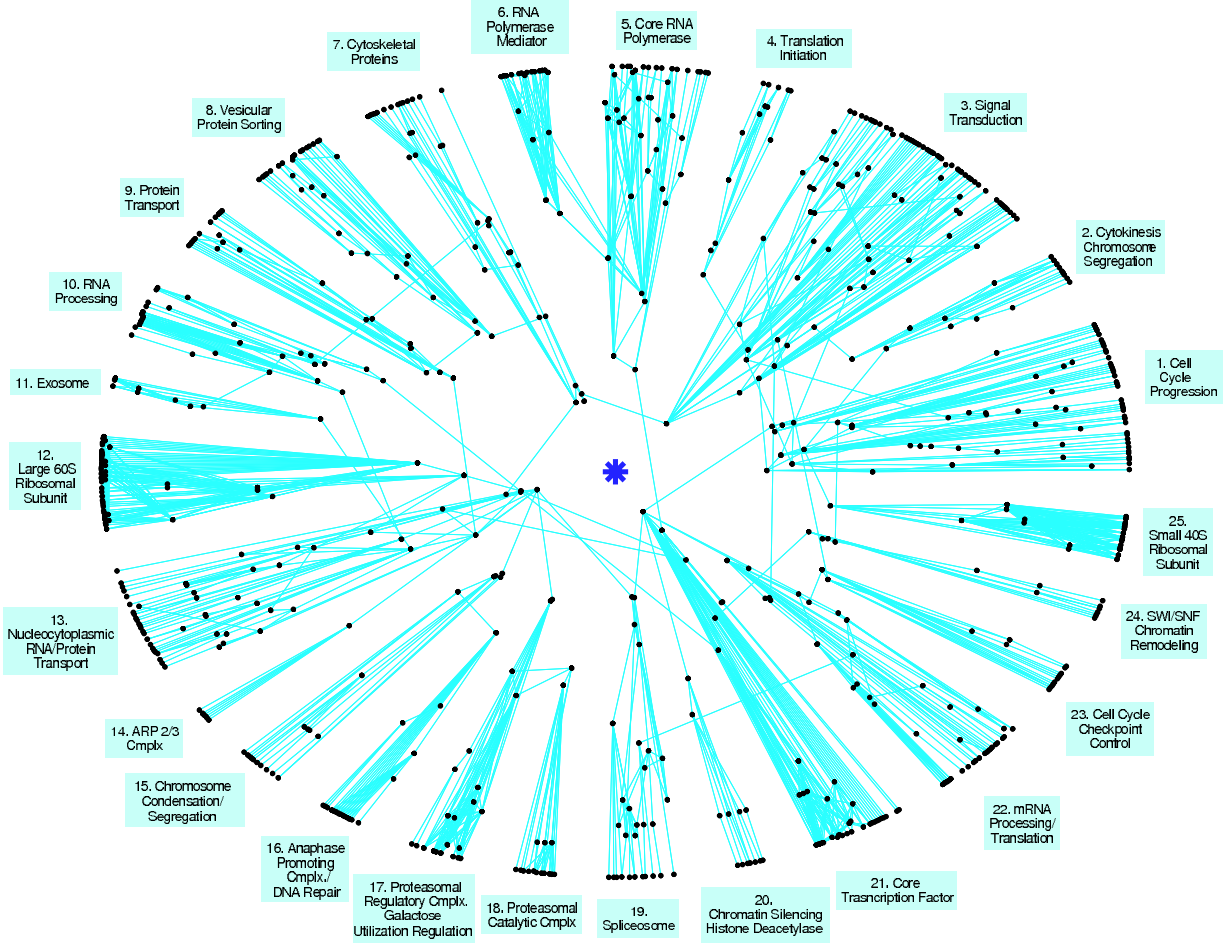 6. RNA
Polymerase
Mediator
5. Core RNA
Polymerase
4. Translation
Initiation
7. Cytoskeletal
Proteins
3. Signal
Transduction
8. Vesicular
Protein Sorting
9. Protein
Transport
2. Cytokinesis
Chromosome
Segregation
10. RNA
Processing
1. Cell
Cycle
Progression
11. Exosome
12.
Large 60S
Ribosomal
Subunit
25.
Small 40S
Ribosomal
Subunit
13.
Nucleocytoplasmic
RNA/Protein
Transport
24. SWI/SNF
Chromatin
Remodeling
14. ARP 2/3
Cmplx
23. Cell Cycle
Checkpoint
Control
15. Chromosome
Condensation/
Segregation
22. mRNA
Processing/
Translation
16. Anaphase
Promoting
Cmplx./
DNA Repair
17. Proteasomal
Regulatory Cmplx.
Galactose
Utilization Regulation
18. Proteasomal
Catalytic Cmplx
19.
Spliceosome
20.
Chromatin Silencing
Histone Deacetylase
21. Core
Trasncription Factor